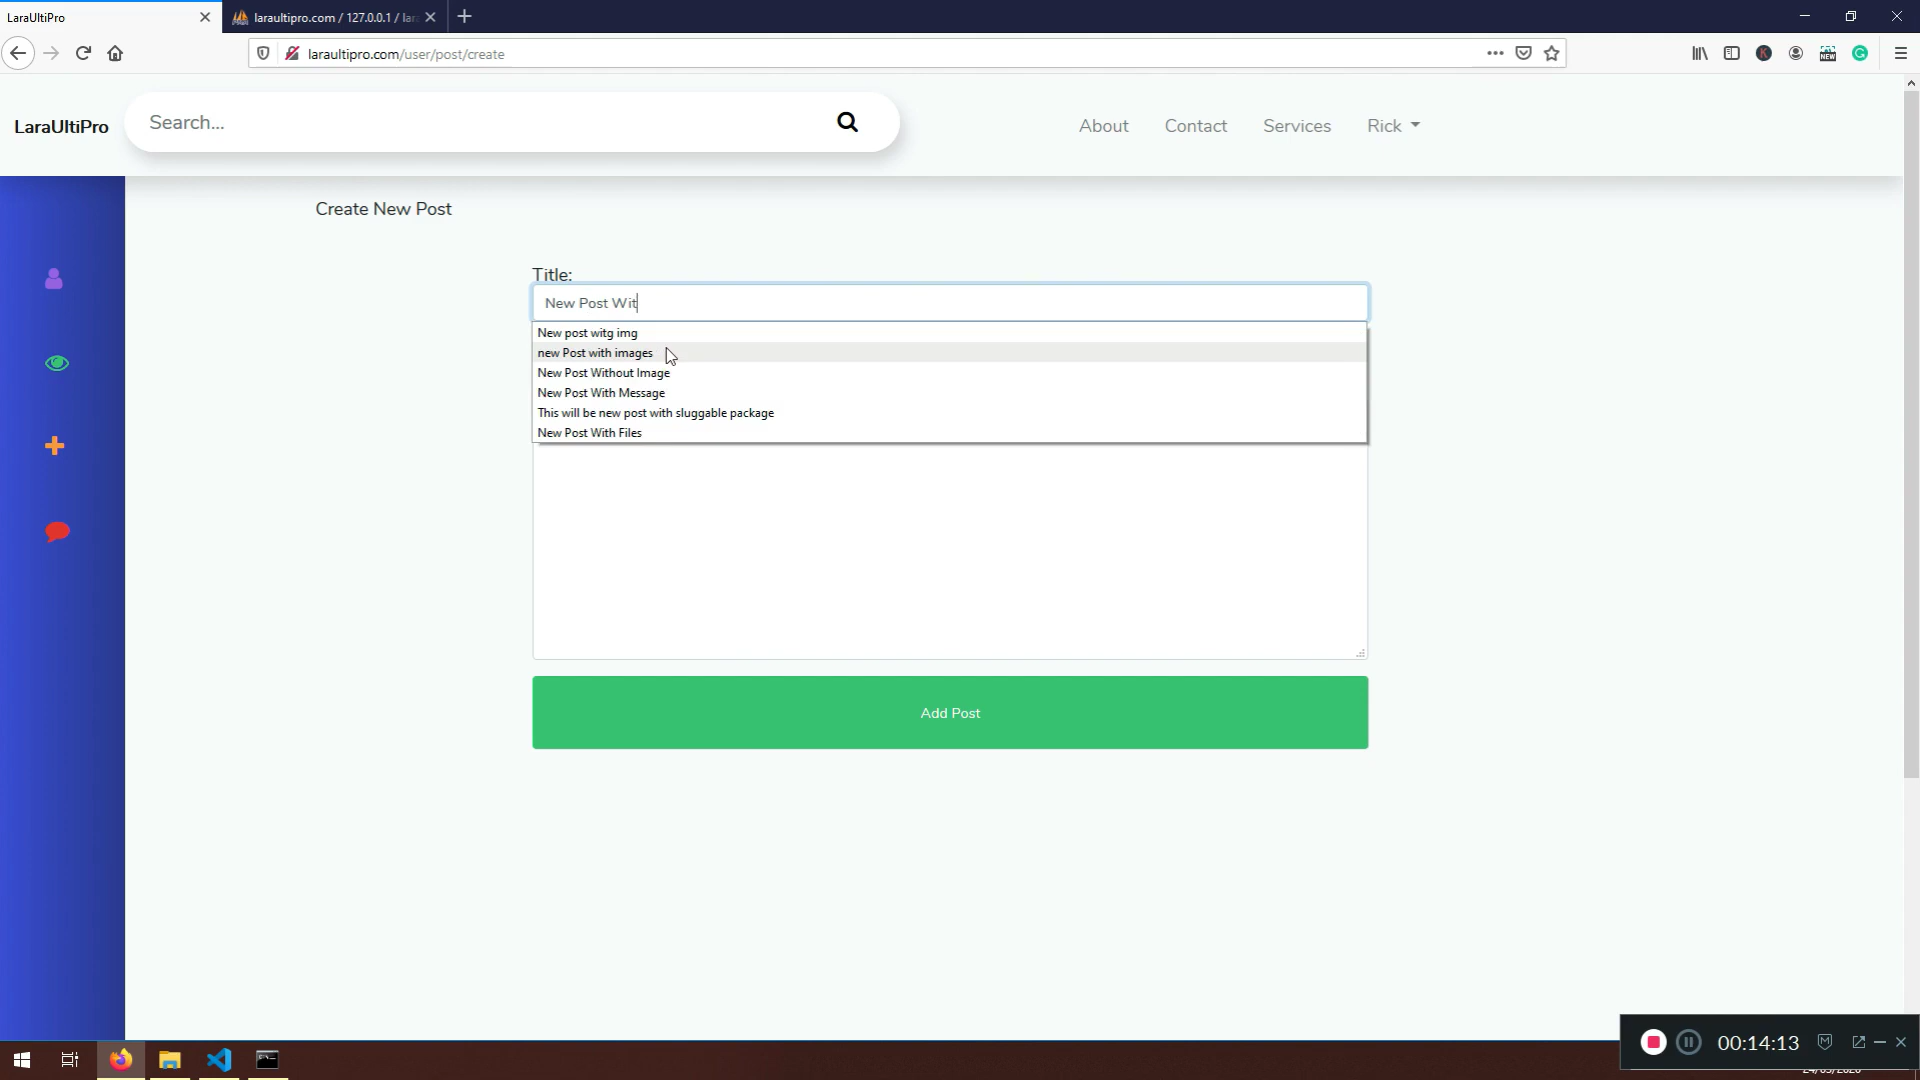 LaraUltiPro
laraultipro.com / 127.0.0.1 / lar
laraultipro.com/user/post/create
NEW
LaraUltiPro
Search...
About
Contact
Services
Rick
Create New Post
Title:
New Post Wit
New post witg img
new Post with images
New Post Without Image
New Post With Message
This will be new post with sluggable package
New Post With Files
Add Post
00:14:13